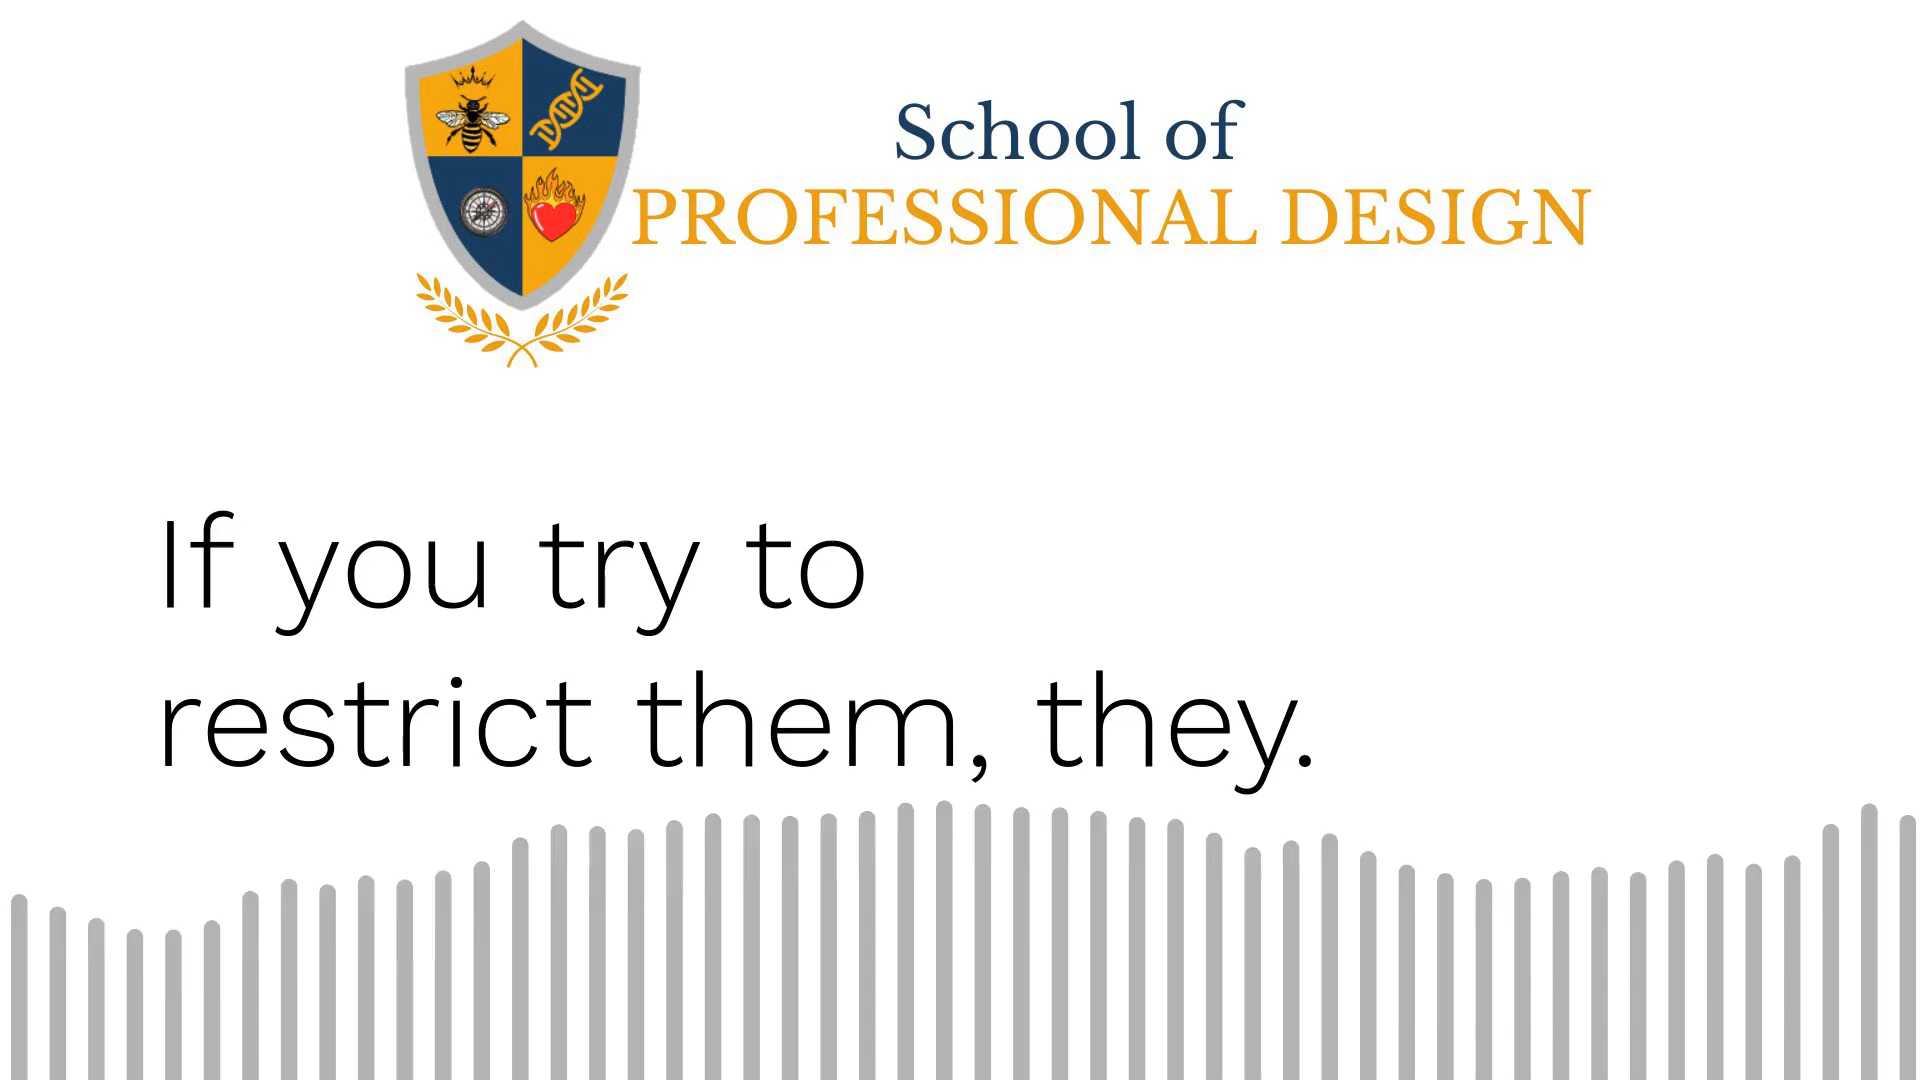 School of
PROFESSIONAL DESIGN
If you try to
restrict them, they.